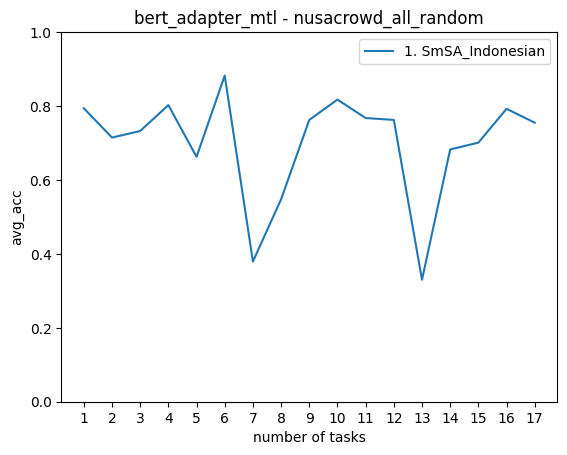 bert_adapter_mtl - nusacrowd_all_random
1. SmSA_Indonesian
avg_acc
1.0
0.8
0.6
0.4
0.2
0.0
1 2 3 4 5 6 7 8 9 10 11 12 13 14 15 16 17
number of tasks